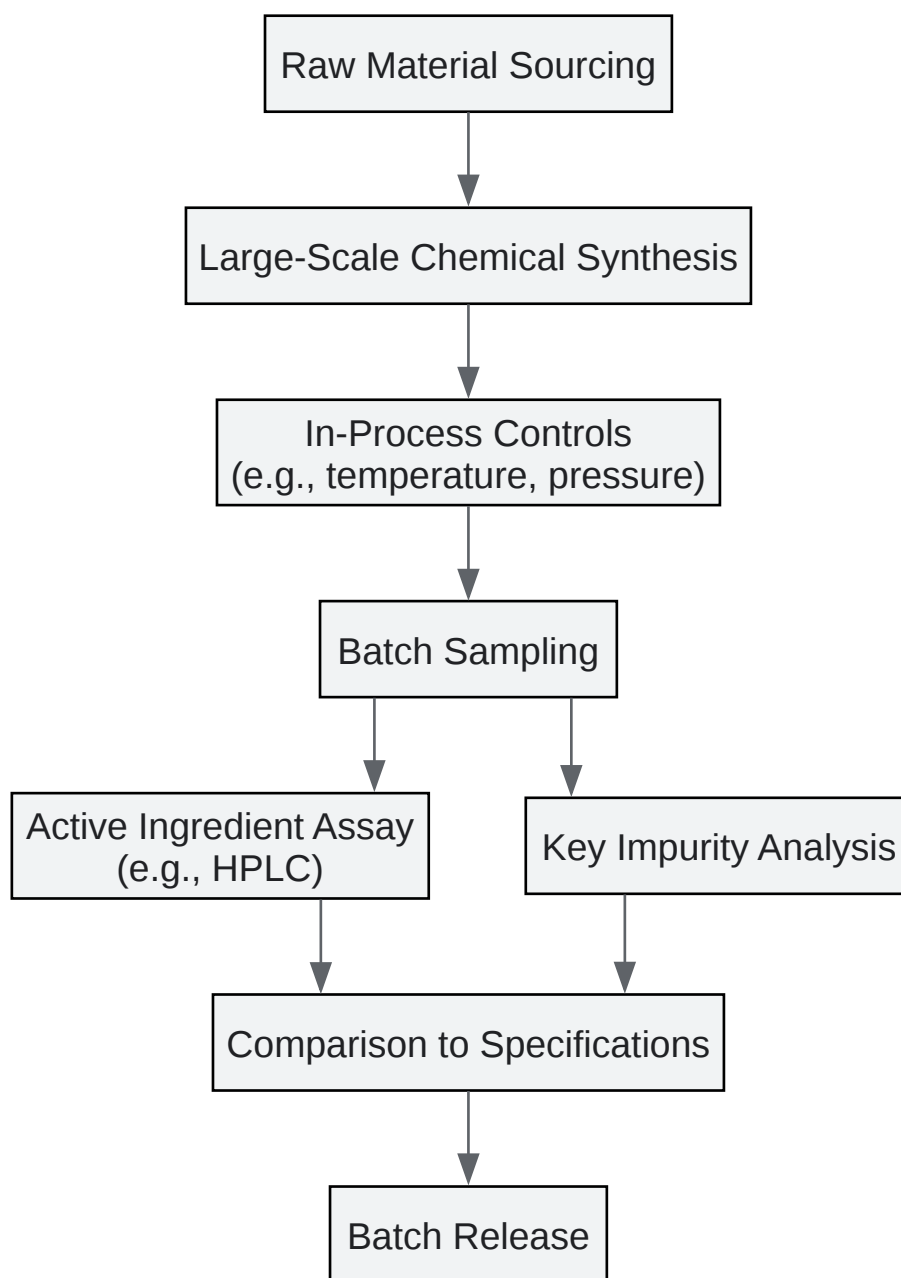 Raw Material Sourcing
Large-Scale Chemical Synthesis
In-Process Controls
(e.g., temperature, pressure)
Batch Sampling
Active Ingredient Assay
(e.g., HPLC)
Key Impurity Analysis
Comparison to Specifications
Batch Release